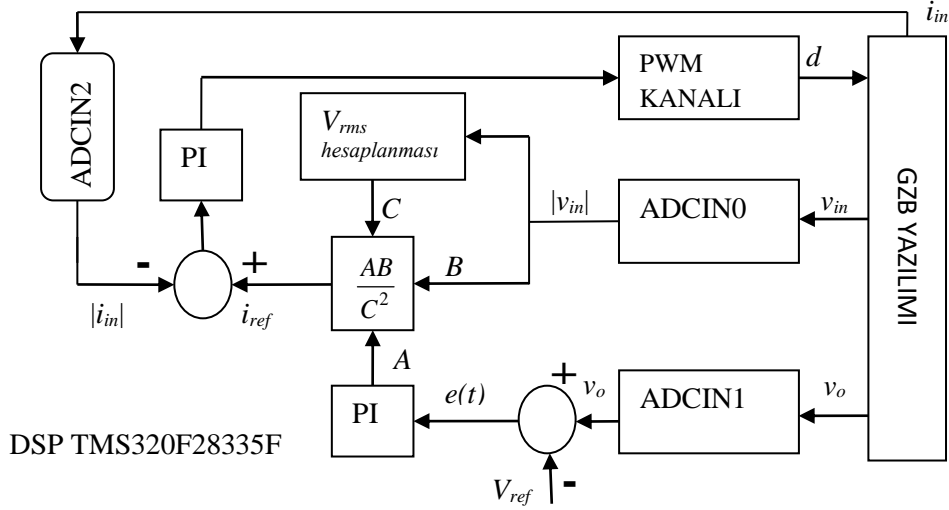 i_in
ADCIN2
PWM
KANALI
d
V_rms
hesaplanması
PI
|v_in|
ADCIN0
v_in
GZB YAZILIMI
C
-
+
AB
C²
B
|i_in|
i_ref
A
+
PI
e(t)
v_o
ADCIN1
v_o
DSP TMS320F28335F
V_ref
-